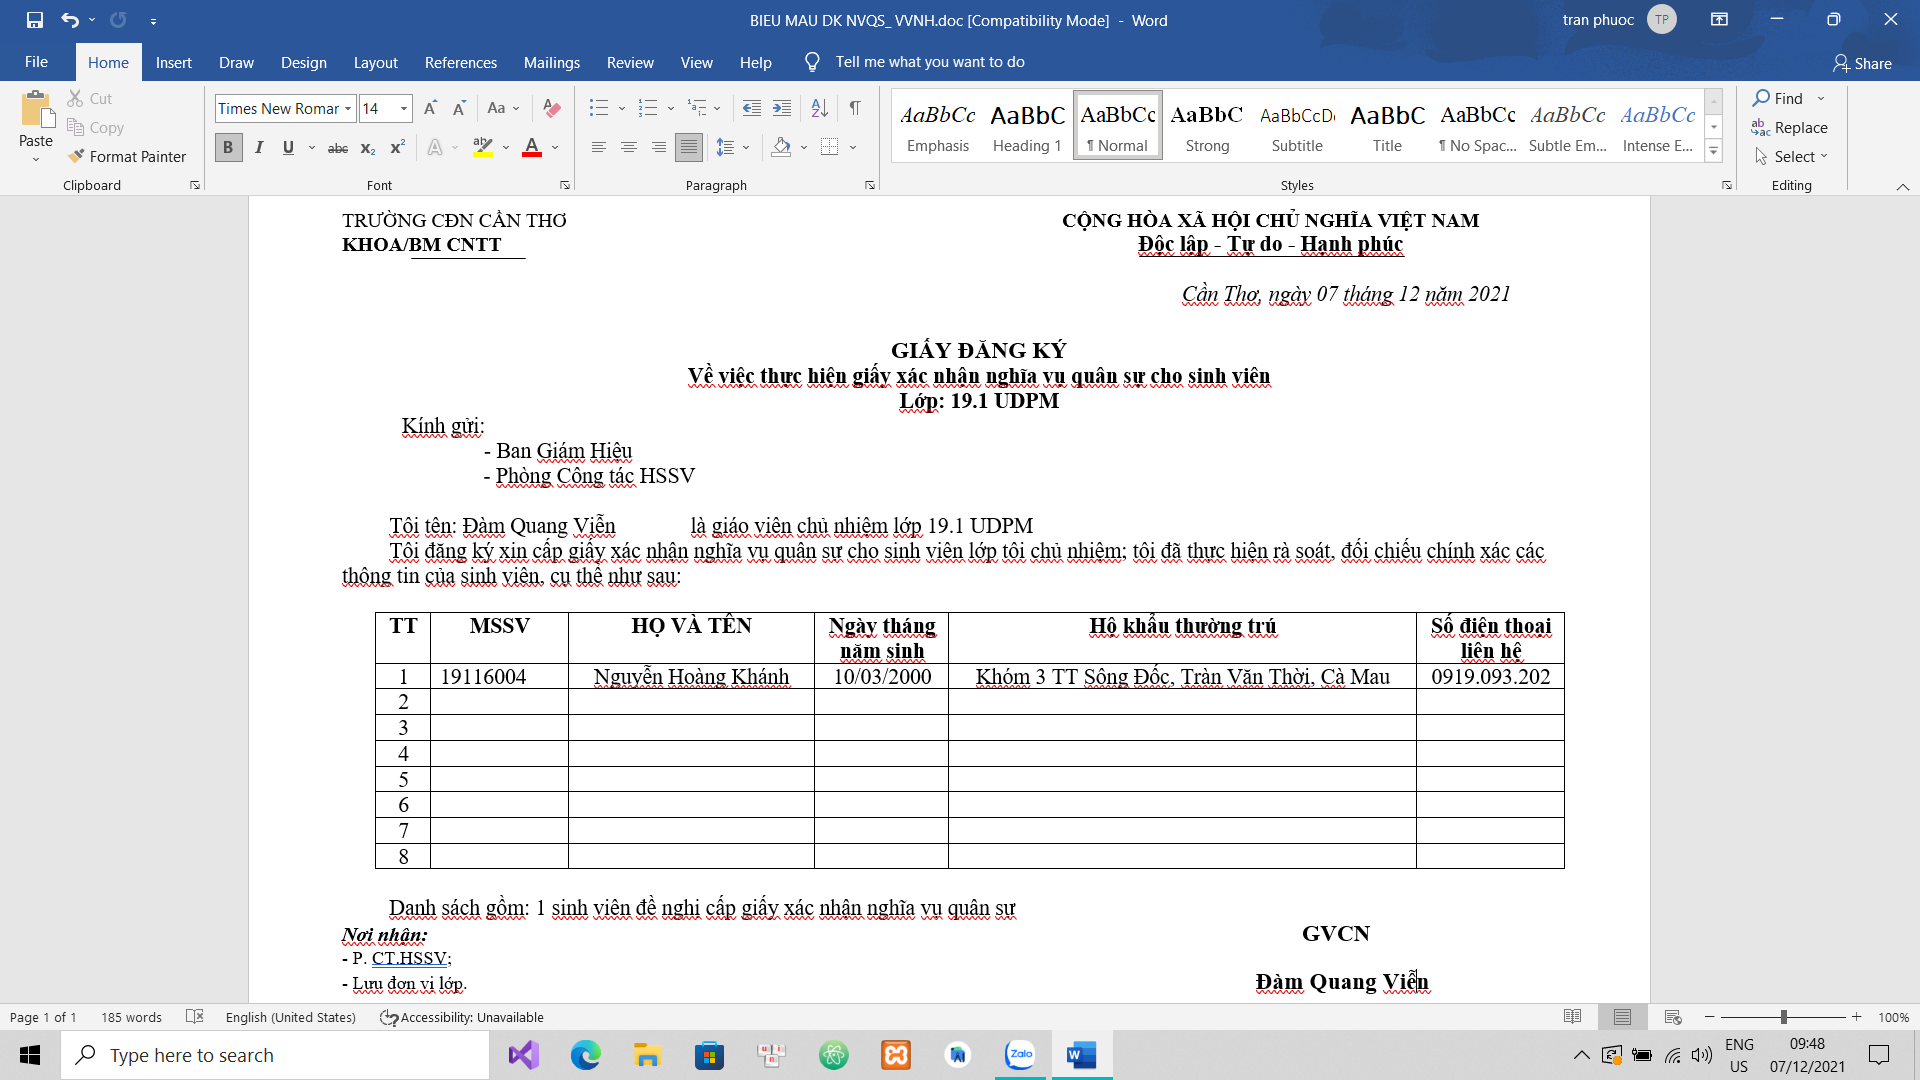 BIEU MAU DK NVQS_ VVNH.doc [Compatibility Mode] - Word
tran phuoc TP
File Home Insert Draw Design Layout References Mailings Review View Help Tell me what you want to do Share
Paste
Cut
Copy
Format Painter
Clipboard
Times New Roman 14
Font
Paragraph
AaBbCc AaBbC AaBbCc AaBbCc AaBbCcDc AaBbC AaBbCc AaBbCc AaBbCc
Emphasis Heading 1 ¶ Normal Strong Subtitle Title ¶ No Spac... Subtle Em... Intense E...
Styles
Find
Replace
Select
Editing
TRƯỜNG CĐN CẦN THƠ
KHOA/BM CNTT
CỘNG HÒA XÃ HỘI CHỦ NGHĨA VIỆT NAM
Độc lập - Tự do - Hạnh phúc
Cần Thơ, ngày 07 tháng 12 năm 2021
GIẤY ĐĂNG KÝ
Về việc thực hiện giấy xác nhận nghĩa vụ quân sự cho sinh viên
Lớp: 19.1 UDPM
Kính gửi:
- Ban Giám Hiệu
- Phòng Công tác HSSV
Tôi tên: Đàm Quang Viễn là giáo viên chủ nhiệm lớp 19.1 UDPM
Tôi đăng ký xin cấp giấy xác nhận nghĩa vụ quân sự cho sinh viên lớp tôi chủ nhiệm; tôi đã thực hiện rà soát, đối chiếu chính xác các
thông tin của sinh viên, cụ thể như sau:
TT MSSV HỌ VÀ TÊN Ngày tháng năm sinh Hộ khẩu thường trú Số điện thoại liên hệ
1 19116004 Nguyễn Hoàng Khánh 10/03/2000 Khóm 3 TT Sông Đốc, Tràn Văn Thời, Cà Mau 0919.093.202
2
3
4
5
6
7
8
Danh sách gồm: 1 sinh viên đề nghị cấp giấy xác nhận nghĩa vụ quân sự
Nơi nhận:
- P. CT.HSSV;
- Lưu đơn vị lớp.
GVCN
Đàm Quang Viễn
Page 1 of 1 185 words English (United States) Accessibility: Unavailable 100%
Type here to search
Zalo
ENG
US
09:48
07/12/2021